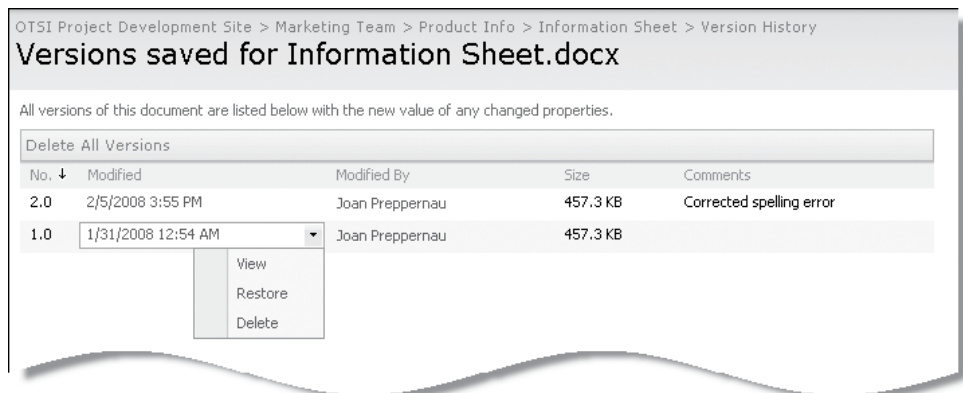 OTSI Project Development Site > Marketing Team > Product Info > Information Sheet > Version History
Versions saved for Information Sheet.docx
All versions of this document are listed below with the new value of any changed properties.
Delete All Versions
No. ↓ Modified Modified By Size Comments
2.0 2/5/2008 3:55 PM Joan Preppernau 457.3 KB Corrected spelling error
1.0 1/31/2008 12:54 AM Joan Preppernau 457.3 KB
View
Restore
Delete